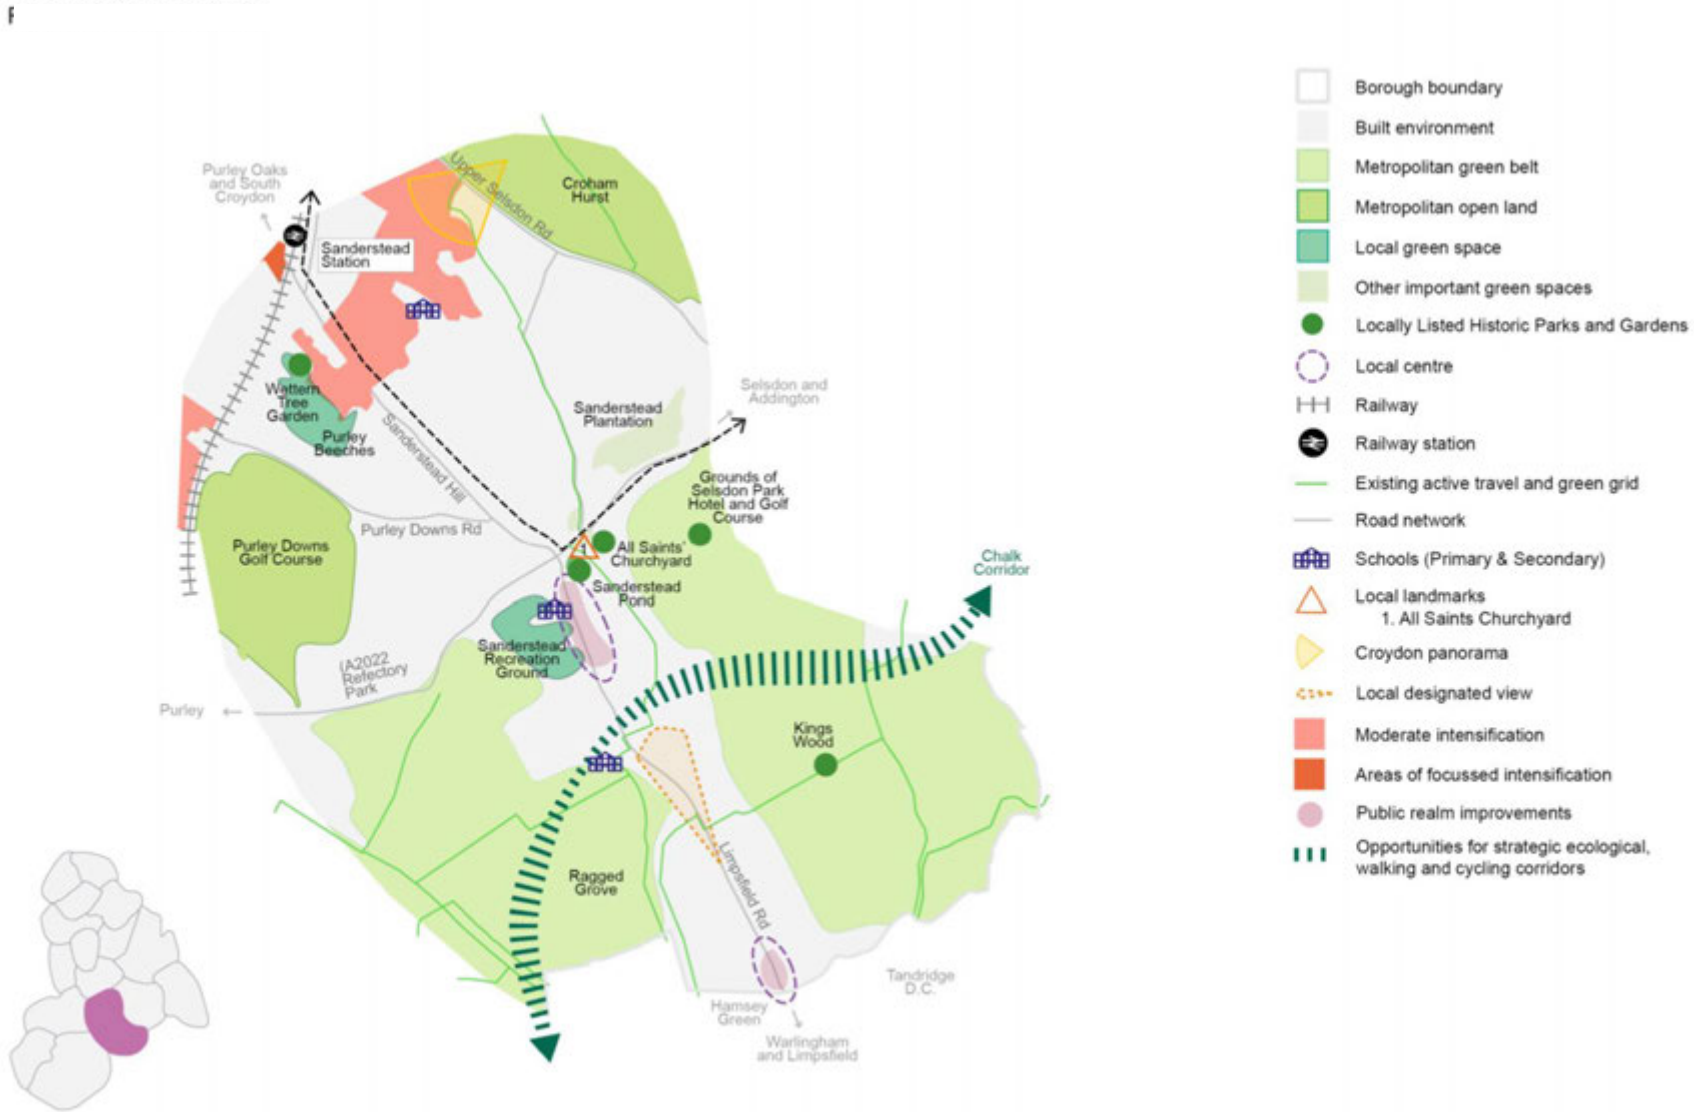 Purley Oaks
and South
Croydon
Sanderstead
Station
Upper Selsdon Rd
Croham
Hurst
Wettern
Tree
Garden
Purley
Beeches
Sanderstead Hill
Sanderstead
Plantation
Selsdon and
Addington
Grounds of
Selsdon Park
Hotel and Golf
Course
Purley Downs Rd
Purley Downs
Golf Course
1
All Saints'
Churchyard
Sanderstead
Pond
Chalk
Corridor
Sanderstead
Recreation
Ground
(A2022
Refectory
Park
Purley
Kings
Wood
Ragged
Grove
Limpsfield Rd
Tandridge
D.C.
Hamsey
Green
Warlingham
and Limpsfield
Borough boundary
Built environment
Metropolitan green belt
Metropolitan open land
Local green space
Other important green spaces
Locally Listed Historic Parks and Gardens
Local centre
Railway
Railway station
Existing active travel and green grid
Road network
Schools (Primary & Secondary)
Local landmarks
1. All Saints Churchyard
Croydon panorama
Local designated view
Moderate intensification
Areas of focussed intensification
Public realm improvements
Opportunities for strategic ecological,
walking and cycling corridors